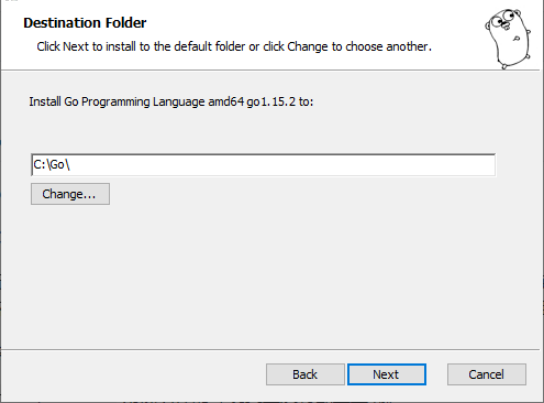 Destination Folder
Click Next to install to the default folder or click Change to choose another.
Install Go Programming Language amd64 go1.15.2 to:
C:\Go\
Change...
Back Next Cancel